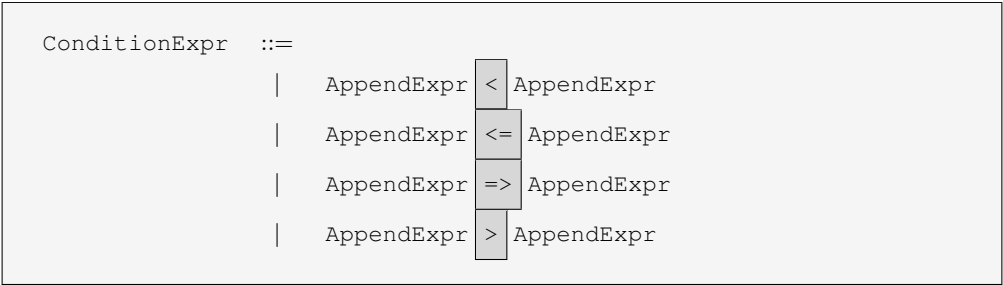 ConditionExpr ::=
| AppendExpr < AppendExpr
| AppendExpr <= AppendExpr
| AppendExpr => AppendExpr
| AppendExpr > AppendExpr